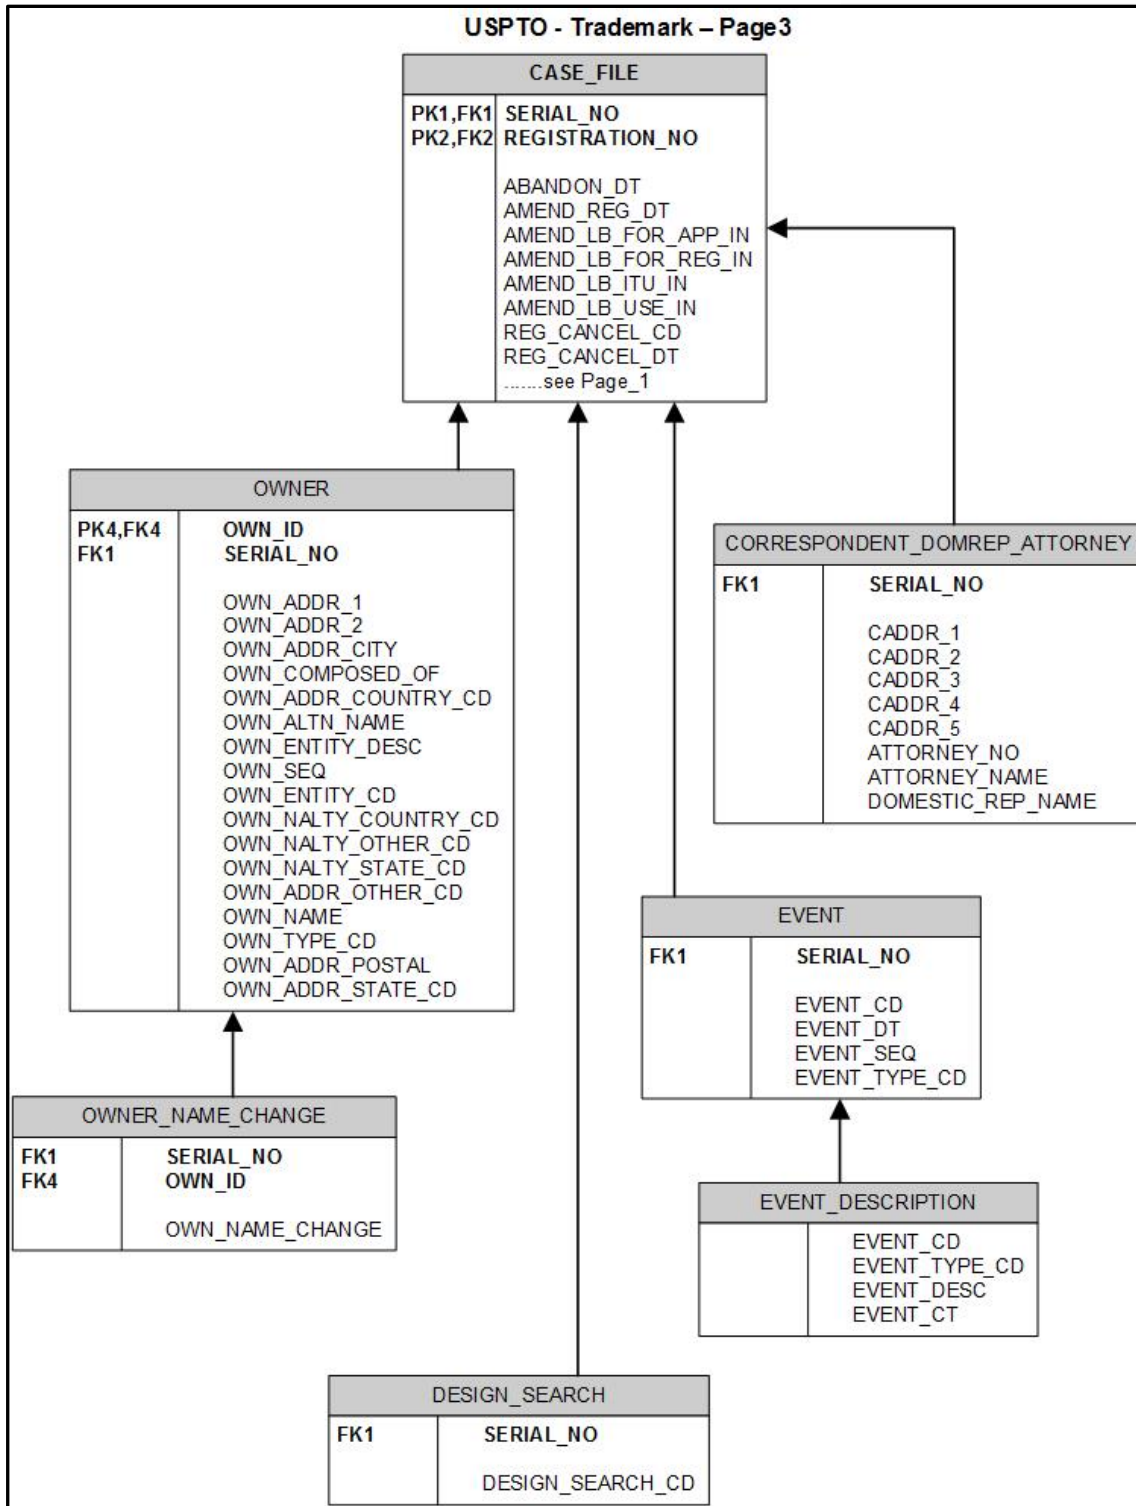 USPTO - Trademark – Page3
CASE_FILE
PK1,FK1 SERIAL_NO
PK2,FK2 REGISTRATION_NO
ABANDON_DT
AMEND_REG_DT
AMEND_LB_FOR_APP_IN
AMEND_LB_FOR_REG_IN
AMEND_LB_ITU_IN
AMEND_LB_USE_IN
REG_CANCEL_CD
REG_CANCEL_DT
.......see Page_1
OWNER
PK4,FK4 OWN_ID
FK1 SERIAL_NO
OWN_ADDR_1
OWN_ADDR_2
OWN_ADDR_CITY
OWN_COMPOSED_OF
OWN_ADDR_COUNTRY_CD
OWN_ALTN_NAME
OWN_ENTITY_DESC
OWN_SEQ
OWN_ENTITY_CD
OWN_NALTY_COUNTRY_CD
OWN_NALTY_OTHER_CD
OWN_NALTY_STATE_CD
OWN_ADDR_OTHER_CD
OWN_NAME
OWN_TYPE_CD
OWN_ADDR_POSTAL
OWN_ADDR_STATE_CD
CORRESPONDENT_DOMREP_ATTORNEY
FK1 SERIAL_NO
CADDR_1
CADDR_2
CADDR_3
CADDR_4
CADDR_5
ATTORNEY_NO
ATTORNEY_NAME
DOMESTIC_REP_NAME
EVENT
FK1 SERIAL_NO
EVENT_CD
EVENT_DT
EVENT_SEQ
EVENT_TYPE_CD
OWNER_NAME_CHANGE
FK1 SERIAL_NO
FK4 OWN_ID
OWN_NAME_CHANGE
EVENT_DESCRIPTION
EVENT_CD
EVENT_TYPE_CD
EVENT_DESC
EVENT_CT
DESIGN_SEARCH
FK1 SERIAL_NO
DESIGN_SEARCH_CD